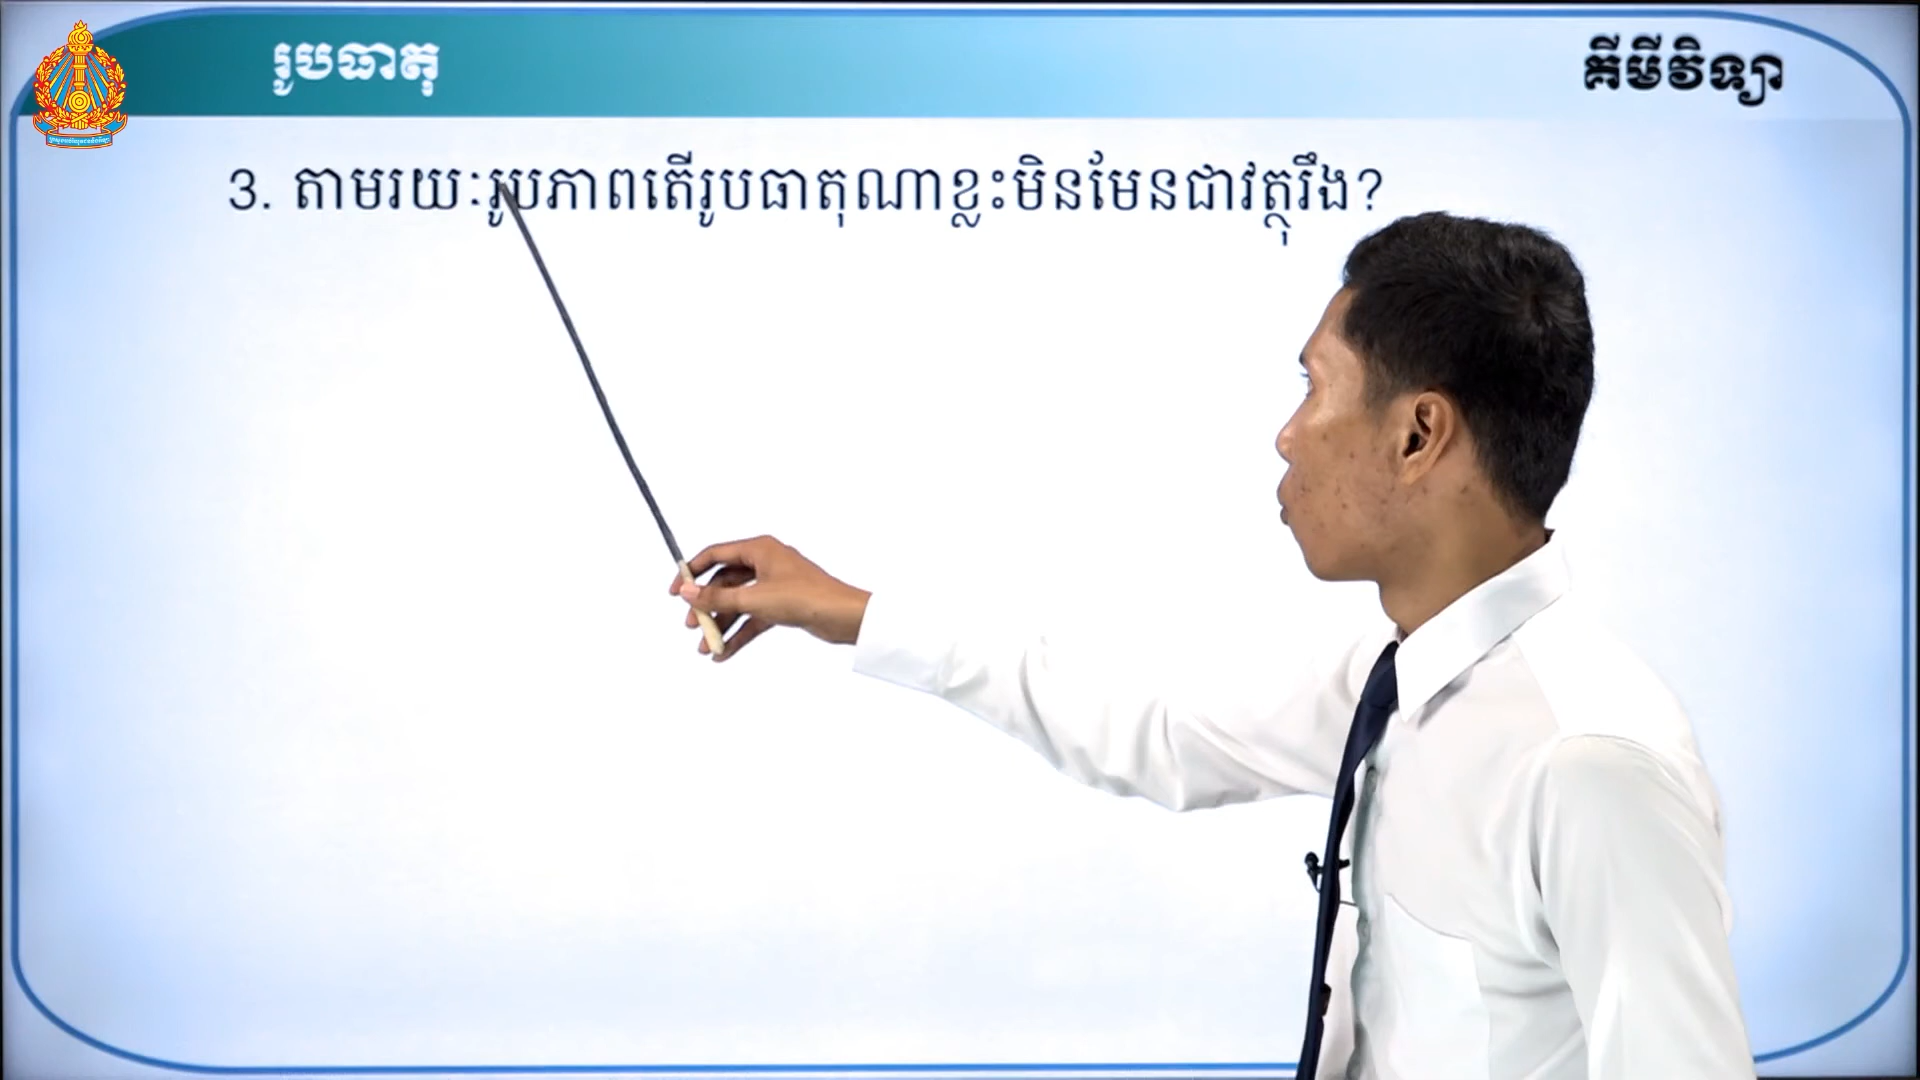 រូបធាតុ
គីមីវិទ្យា
3. តាមរយៈរូបភាពតើរូបធាតុណាខ្លះមិនមែនជាវត្ថុរឹង?